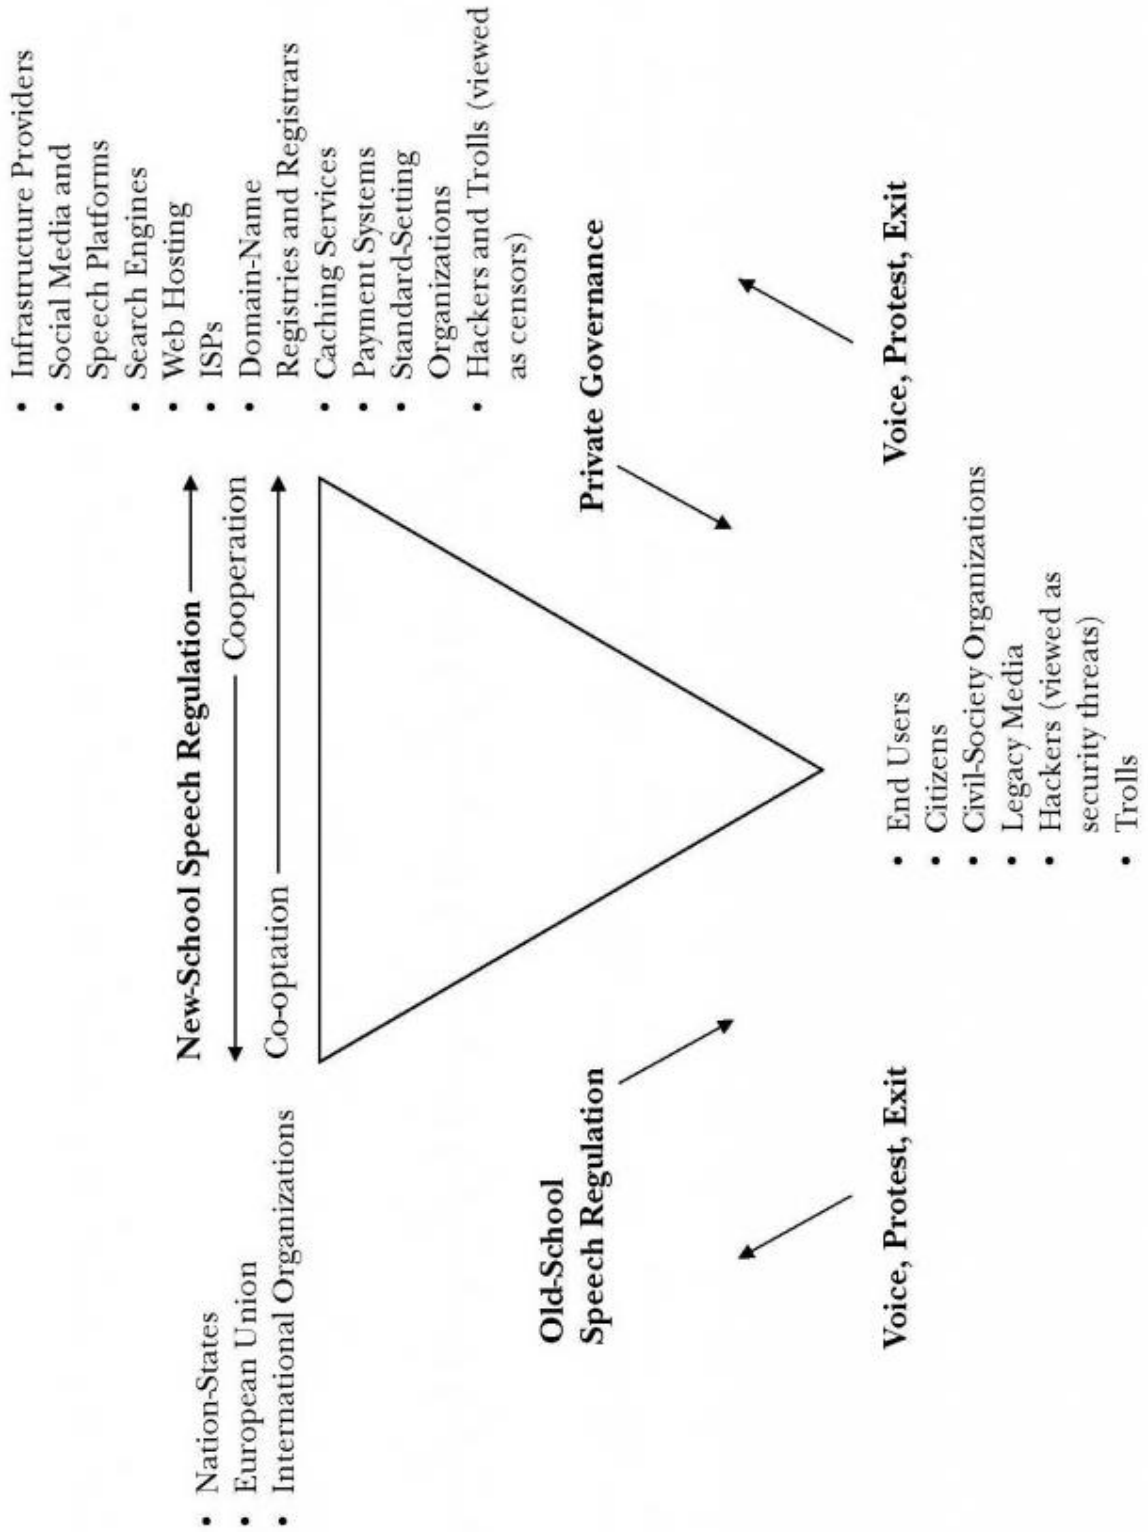 • Nation-States
• European Union
• International Organizations
New-School Speech Regulation
Cooperation
Co-optation
• Infrastructure Providers
• Social Media and
Speech Platforms
• Search Engines
• Web Hosting
• ISPs
• Domain-Name
Registries and Registrars
• Caching Services
• Payment Systems
• Standard-Setting
Organizations
• Hackers and Trolls (viewed
as censors)
Old-School
Speech Regulation
Private Governance
Voice, Protest, Exit
• End Users
• Citizens
• Civil-Society Organizations
• Legacy Media
• Hackers (viewed as
security threats)
• Trolls
Voice, Protest, Exit